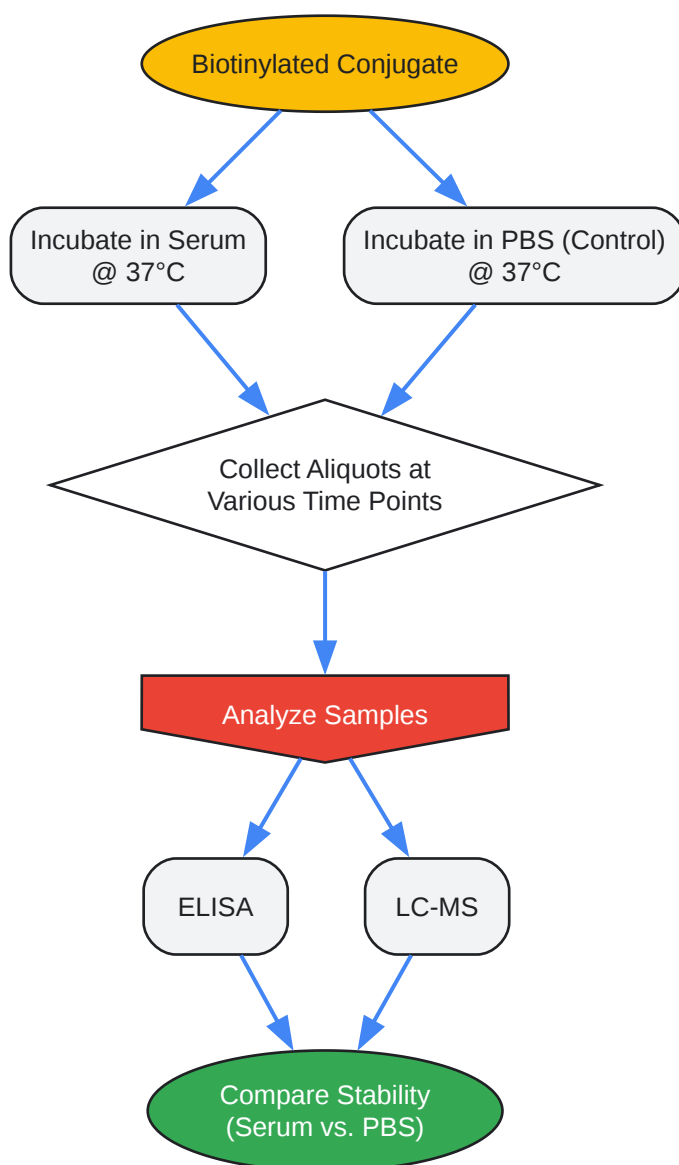 Biotinylated Conjugate
Incubate in Serum
@ 37°C
Incubate in PBS (Control)
@ 37°C
Collect Aliquots at
Various Time Points
Analyze Samples
ELISA
LC-MS
Compare Stability
(Serum vs. PBS)